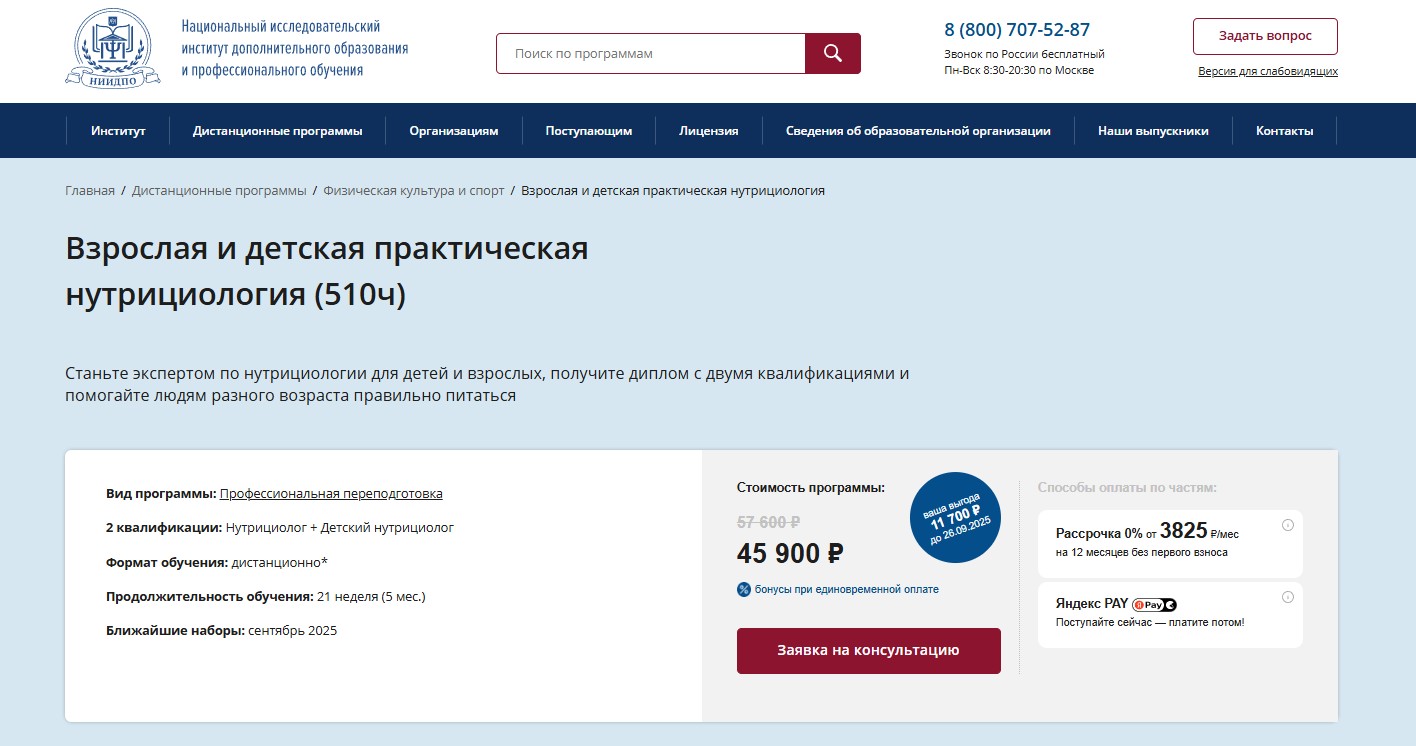 НИИДПО
Национальный исследовательский
институт дополнительного образования
и профессионального обучения
Поиск по программам
8 (800) 707-52-87
Звонок по России бесплатный
Пн-Вск 8:30-20:30 по Москве
Задать вопрос
Версия для слабовидящих
Институт
Дистанционные программы
Организациям
Поступающим
Лицензия
Сведения об образовательной организации
Наши выпускники
Контакты
Главная / Дистанционные программы / Физическая культура и спорт / Взрослая и детская практическая нутрициология
Взрослая и детская практическая
нутрициология (510ч)
Станьте экспертом по нутрициологии для детей и взрослых, получите диплом с двумя квалификациями и
помогайте людям разного возраста правильно питаться
Вид программы: Профессиональная переподготовка
2 квалификации: Нутрициолог + Детский нутрициолог
Формат обучения: дистанционно*
Продолжительность обучения: 21 неделя (5 мес.)
Ближайшие наборы: сентябрь 2025
Стоимость программы:
57 600 ₽
45 900 ₽
ваша выгода
11 700 ₽
до 26.09.2025
% бонусы при единовременной оплате
Заявка на консультацию
Способы оплаты по частям:
Рассрочка 0% от 3825 ₽/мес
на 12 месяцев без первого взноса
Яндекс PAY Я Pay
Поступайте сейчас — платите потом!